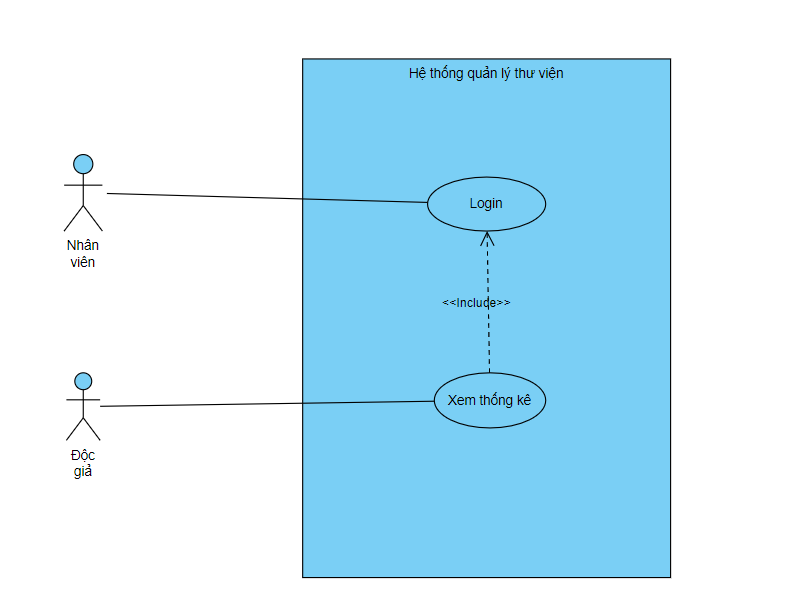 Hệ thống quản lý thư viện
Login
Nhân
viên
<<Include>>
Xem thống kê
Độc
giả